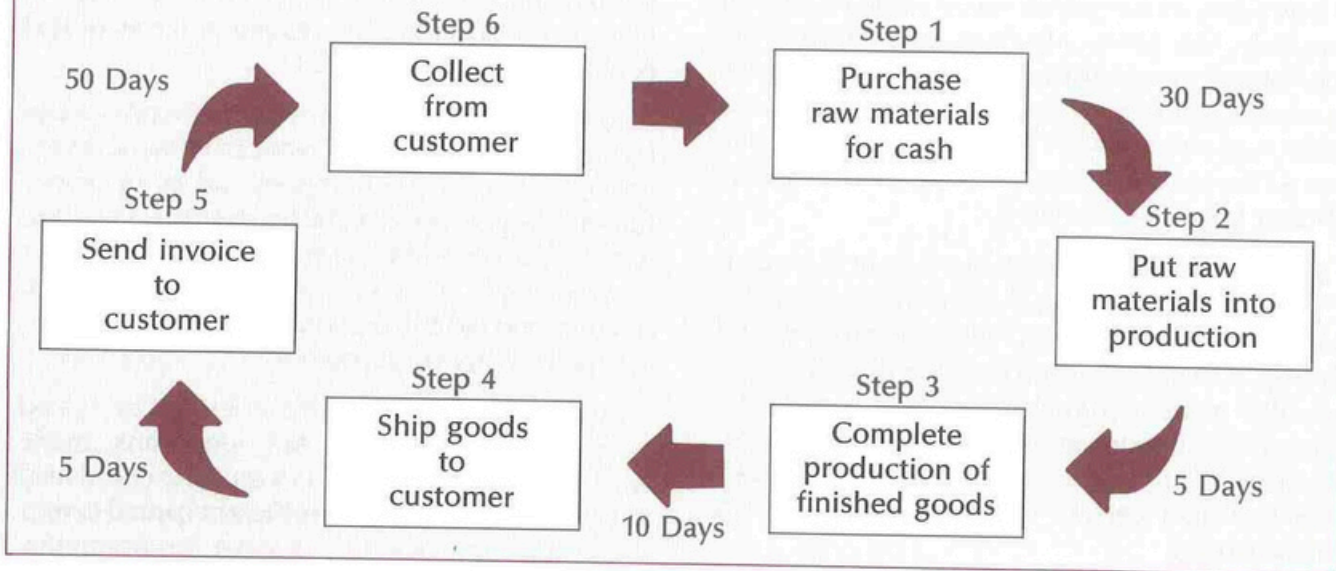 Step 1
Purchase
raw materials
for cash
30 Days
Step 2
Put raw
materials into
production
5 Days
Step 3
Complete
production of
finished goods
10 Days
Step 4
Ship goods
to
customer
5 Days
Step 5
Send invoice
to
customer
50 Days
Step 6
Collect
from
customer